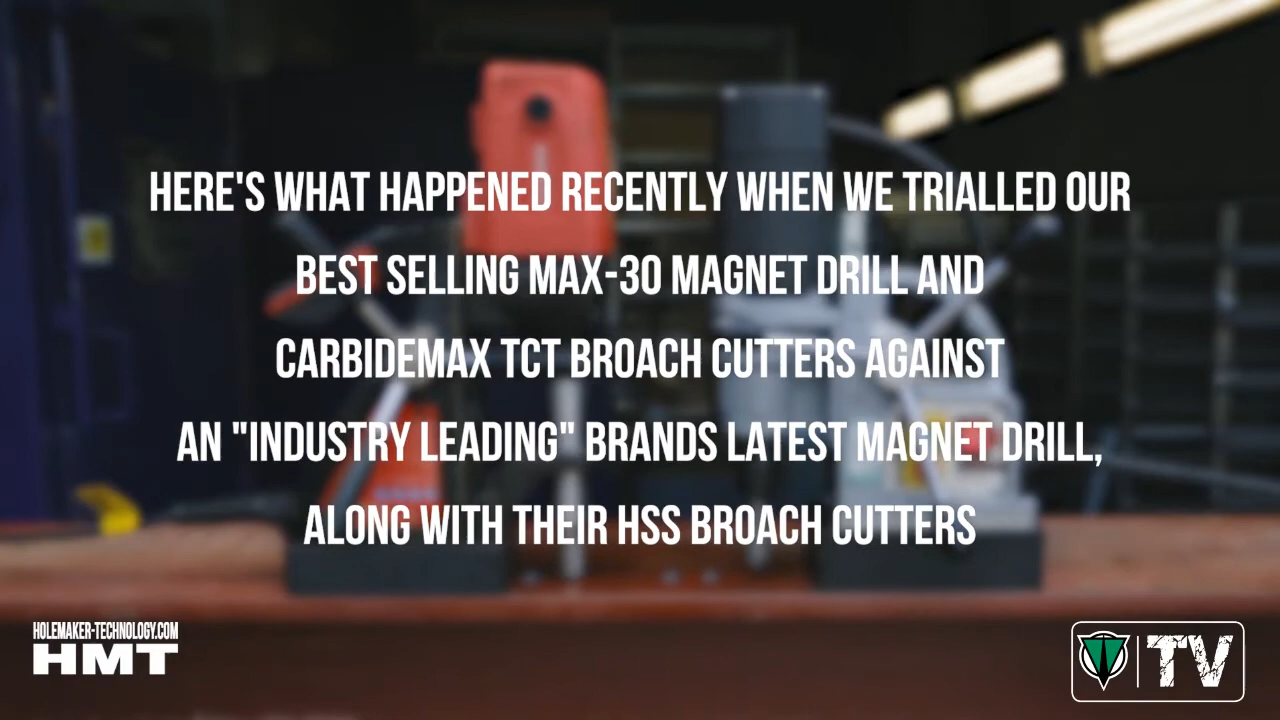 HERE'S WHAT HAPPENED RECENTLY WHEN WE TRIALLED OUR
BEST SELLING MAX-30 MAGNET DRILL AND
CARBIDEMAX TCT BROACH CUTTERS AGAINST
AN "INDUSTRY LEADING" BRANDS LATEST MAGNET DRILL,
ALONG WITH THEIR HSS BROACH CUTTERS
HOLEMAKER-TECHNOLOGY.COM
HMT
TV